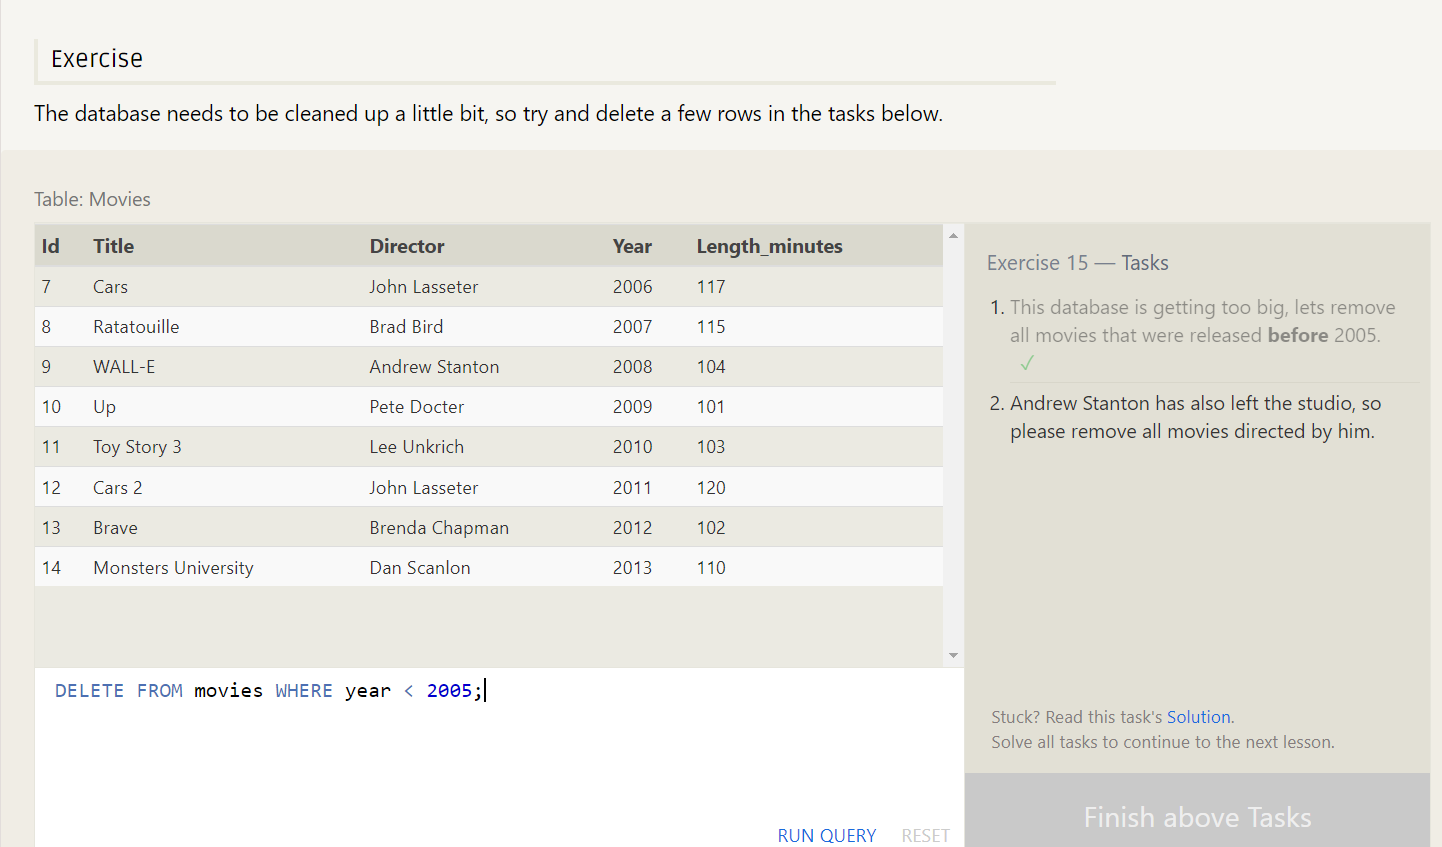 Exercise
The database needs to be cleaned up a little bit, so try and delete a few rows in the tasks below.
Table: Movies
Id Title Director Year Length_minutes
7 Cars John Lasseter 2006 117
8 Ratatouille Brad Bird 2007 115
9 WALL-E Andrew Stanton 2008 104
10 Up Pete Docter 2009 101
11 Toy Story 3 Lee Unkrich 2010 103
12 Cars 2 John Lasseter 2011 120
13 Brave Brenda Chapman 2012 102
14 Monsters University Dan Scanlon 2013 110
DELETE FROM movies WHERE year < 2005;
RUN QUERY RESET
Exercise 15 — Tasks
1. This database is getting too big, lets remove
all movies that were released before 2005.
✓
2. Andrew Stanton has also left the studio, so
please remove all movies directed by him.
Stuck? Read this task's Solution.
Solve all tasks to continue to the next lesson.
Finish above Tasks